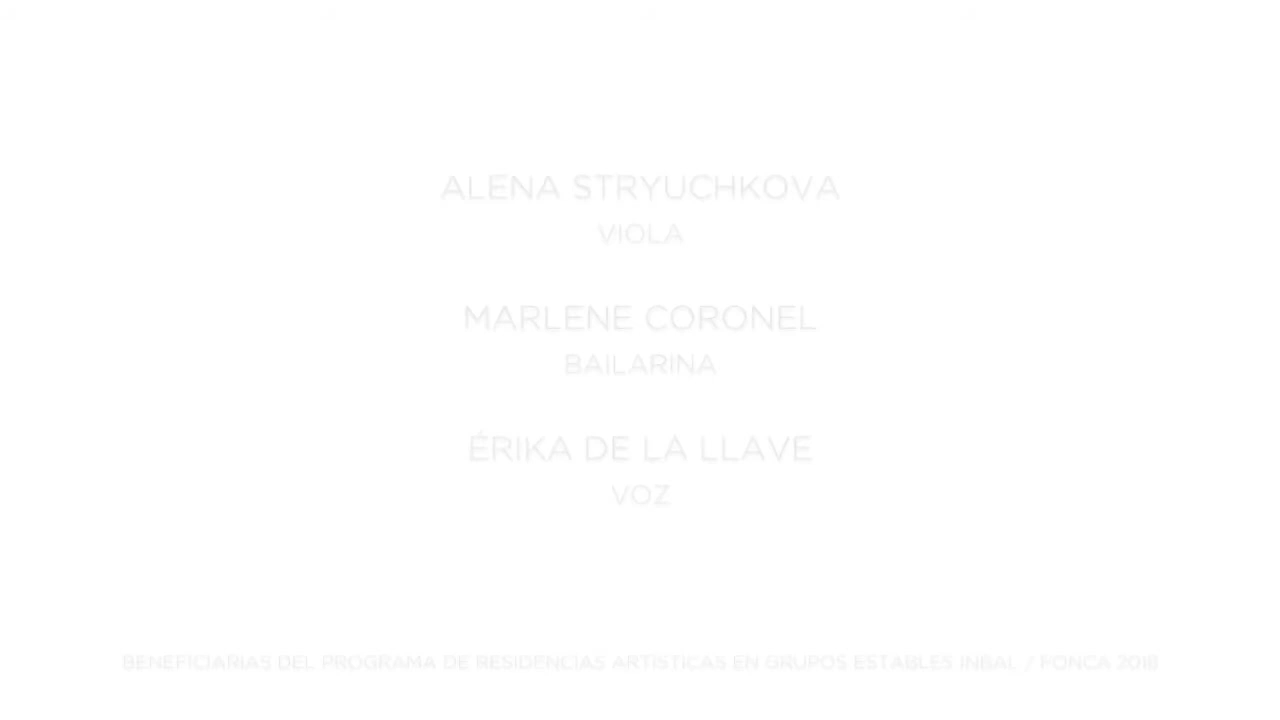 ALENA STRYUCHKOVA
VIOLA
MARLENE CORONEL
BAILARINA
ÉRIKA DE LA LLAVE
VOZ
BENEFICIARIAS DEL PROGRAMA DE RESIDENCIAS ARTÍSTICAS EN GRUPOS ESTABLES INBAL / FONCA 2018